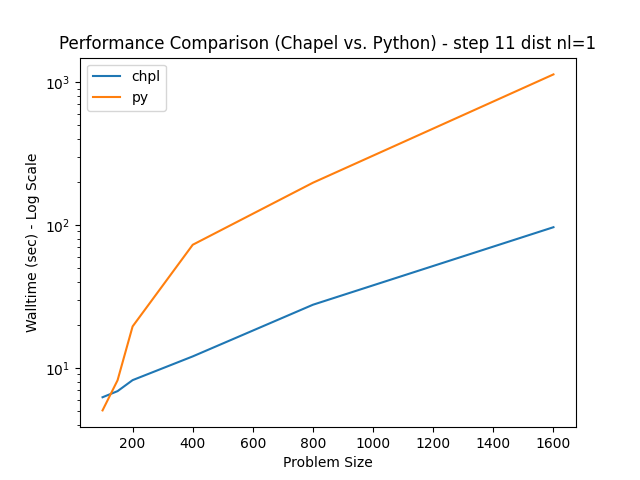 Performance Comparison (Chapel vs. Python) - step 11 dist nl=1
chpl
py
10³
10²
10¹
Walltime (sec) - Log Scale
200 400 600 800 1000 1200 1400 1600
Problem Size